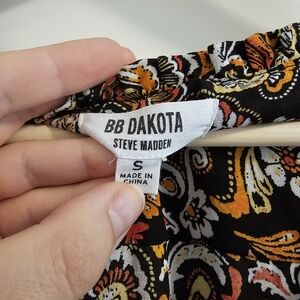 BB DAKOTA
STEVE MADDEN
S
MADE IN
CHINA